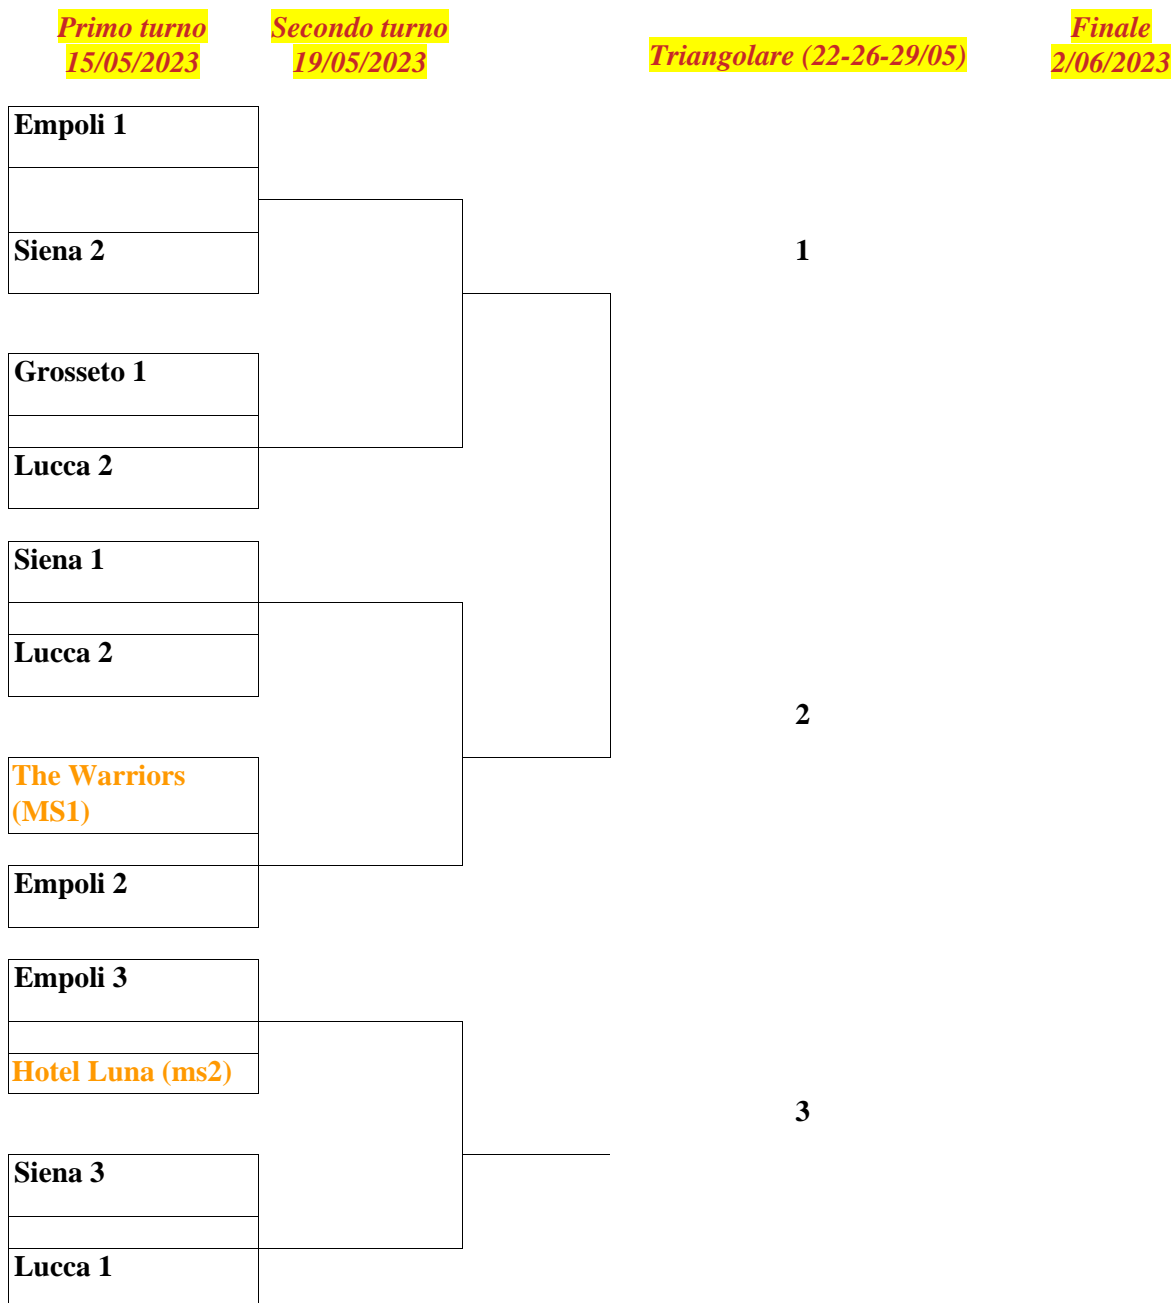 Primo turno
15/05/2023
Secondo turno
19/05/2023
Triangolare (22-26-29/05)
Finale
2/06/2023
Empoli 1
Siena 2
1
Grosseto 1
Lucca 2
Siena 1
Lucca 2
2
The Warriors
(MS1)
Empoli 2
Empoli 3
Hotel Luna (ms2)
3
Siena 3
Lucca 1